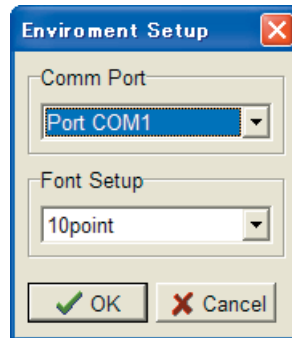 Enviroment Setup
Comm Port
Port COM1
Font Setup
10point
OK Cancel